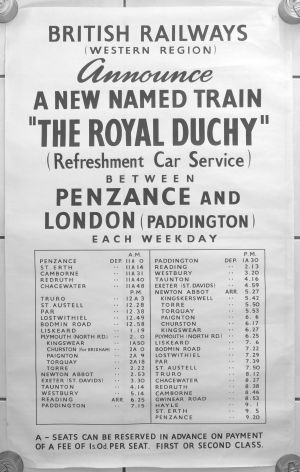 BRITISH RAILWAYS
(WESTERN REGION)
Announce
A NEW NAMED TRAIN
"THE ROYAL DUCHY"
(Refreshment Car Service)
BETWEEN
PENZANCE AND
LONDON (PADDINGTON)
EACH WEEKDAY
A.M.
PENZANCE DEP. 11A 0
ST. ERTH .. 11A 14
CAMBORNE .. 11A 31
REDRUTH .. 11A 40
CHACEWATER .. 11A 48
P.M.
TRURO .. 12A 3
ST. AUSTELL .. 12.28
PAR .. 12.38
LOSTWITHIEL .. 12.49
BODMIN ROAD .. 12.58
LISKEARD .. 1.19
PLYMOUTH (NORTH RD.) .. 2. 0
KINGSWEAR .. 1A50
CHURSTON for BRIXHAM .. 2A 0
PAIGNTON .. 2A 9
TORQUAY .. 2A18
TORRE .. 2.22
NEWTON ABBOT .. 2.53
EXETER (ST. DAVIDS) .. 3.30
TAUNTON .. 4.14
WESTBURY .. 5.14
READING ARR. 6.25
PADDINGTON .. 7.15
P.M.
PADDINGTON DEP. 1A30
READING .. 2.13
WESTBURY .. 3.20
TAUNTON .. 4.16
EXETER (ST. DAVIDS) .. 4.59
NEWTON ABBOT ARR. 5.27
KINGSKERSWELL .. 5.42
TORRE .. 5.50
TORQUAY .. 5.53
PAIGNTON .. 6. 8
CHURSTON .. 6.17
KINGSWEAR .. 6.27
PLYMOUTH (NORTH RD.) .. 6.25
LISKEARD .. 7. 6
BODMIN ROAD .. 7.22
LOSTWITHIEL .. 7.29
PAR .. 7.39
ST. AUSTELL .. 7.50
TRURO .. 8.12
CHACEWATER .. 8.27
REDRUTH .. 8.38
CAMBORNE .. 8.46
GWINEAR ROAD .. 8.53
HAYLE .. 9. 1
ST. ERTH .. 9. 5
PENZANCE .. 9.20
A – SEATS CAN BE RESERVED IN ADVANCE ON PAYMENT
OF A FEE OF 1s.Od. PER SEAT. FIRST OR SECOND CLASS.